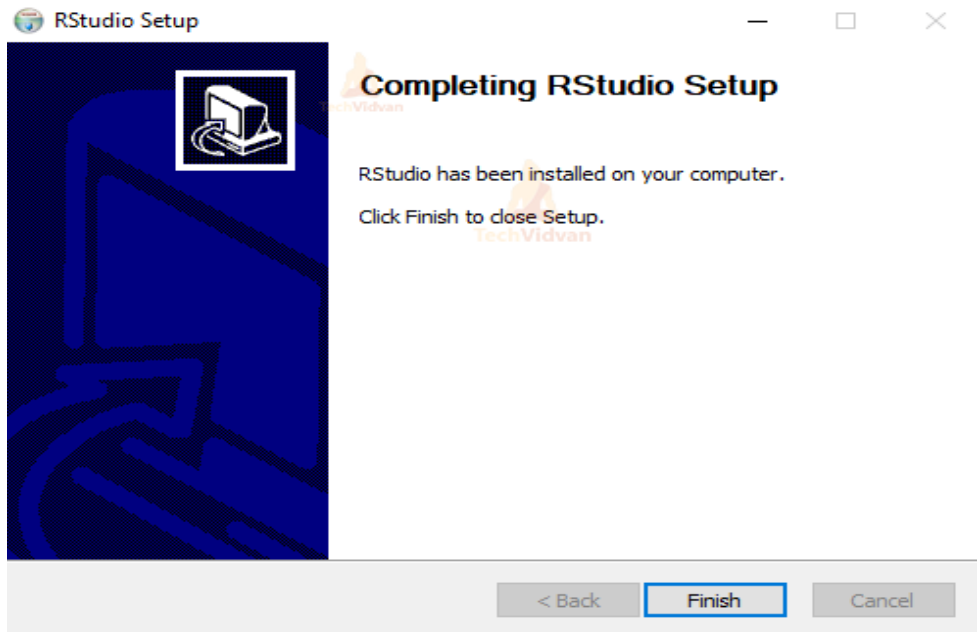 RStudio Setup
Completing RStudio Setup
TechVidvan
RStudio has been installed on your computer.
Click Finish to close Setup.
TechVidvan
< Back
Finish
Cancel